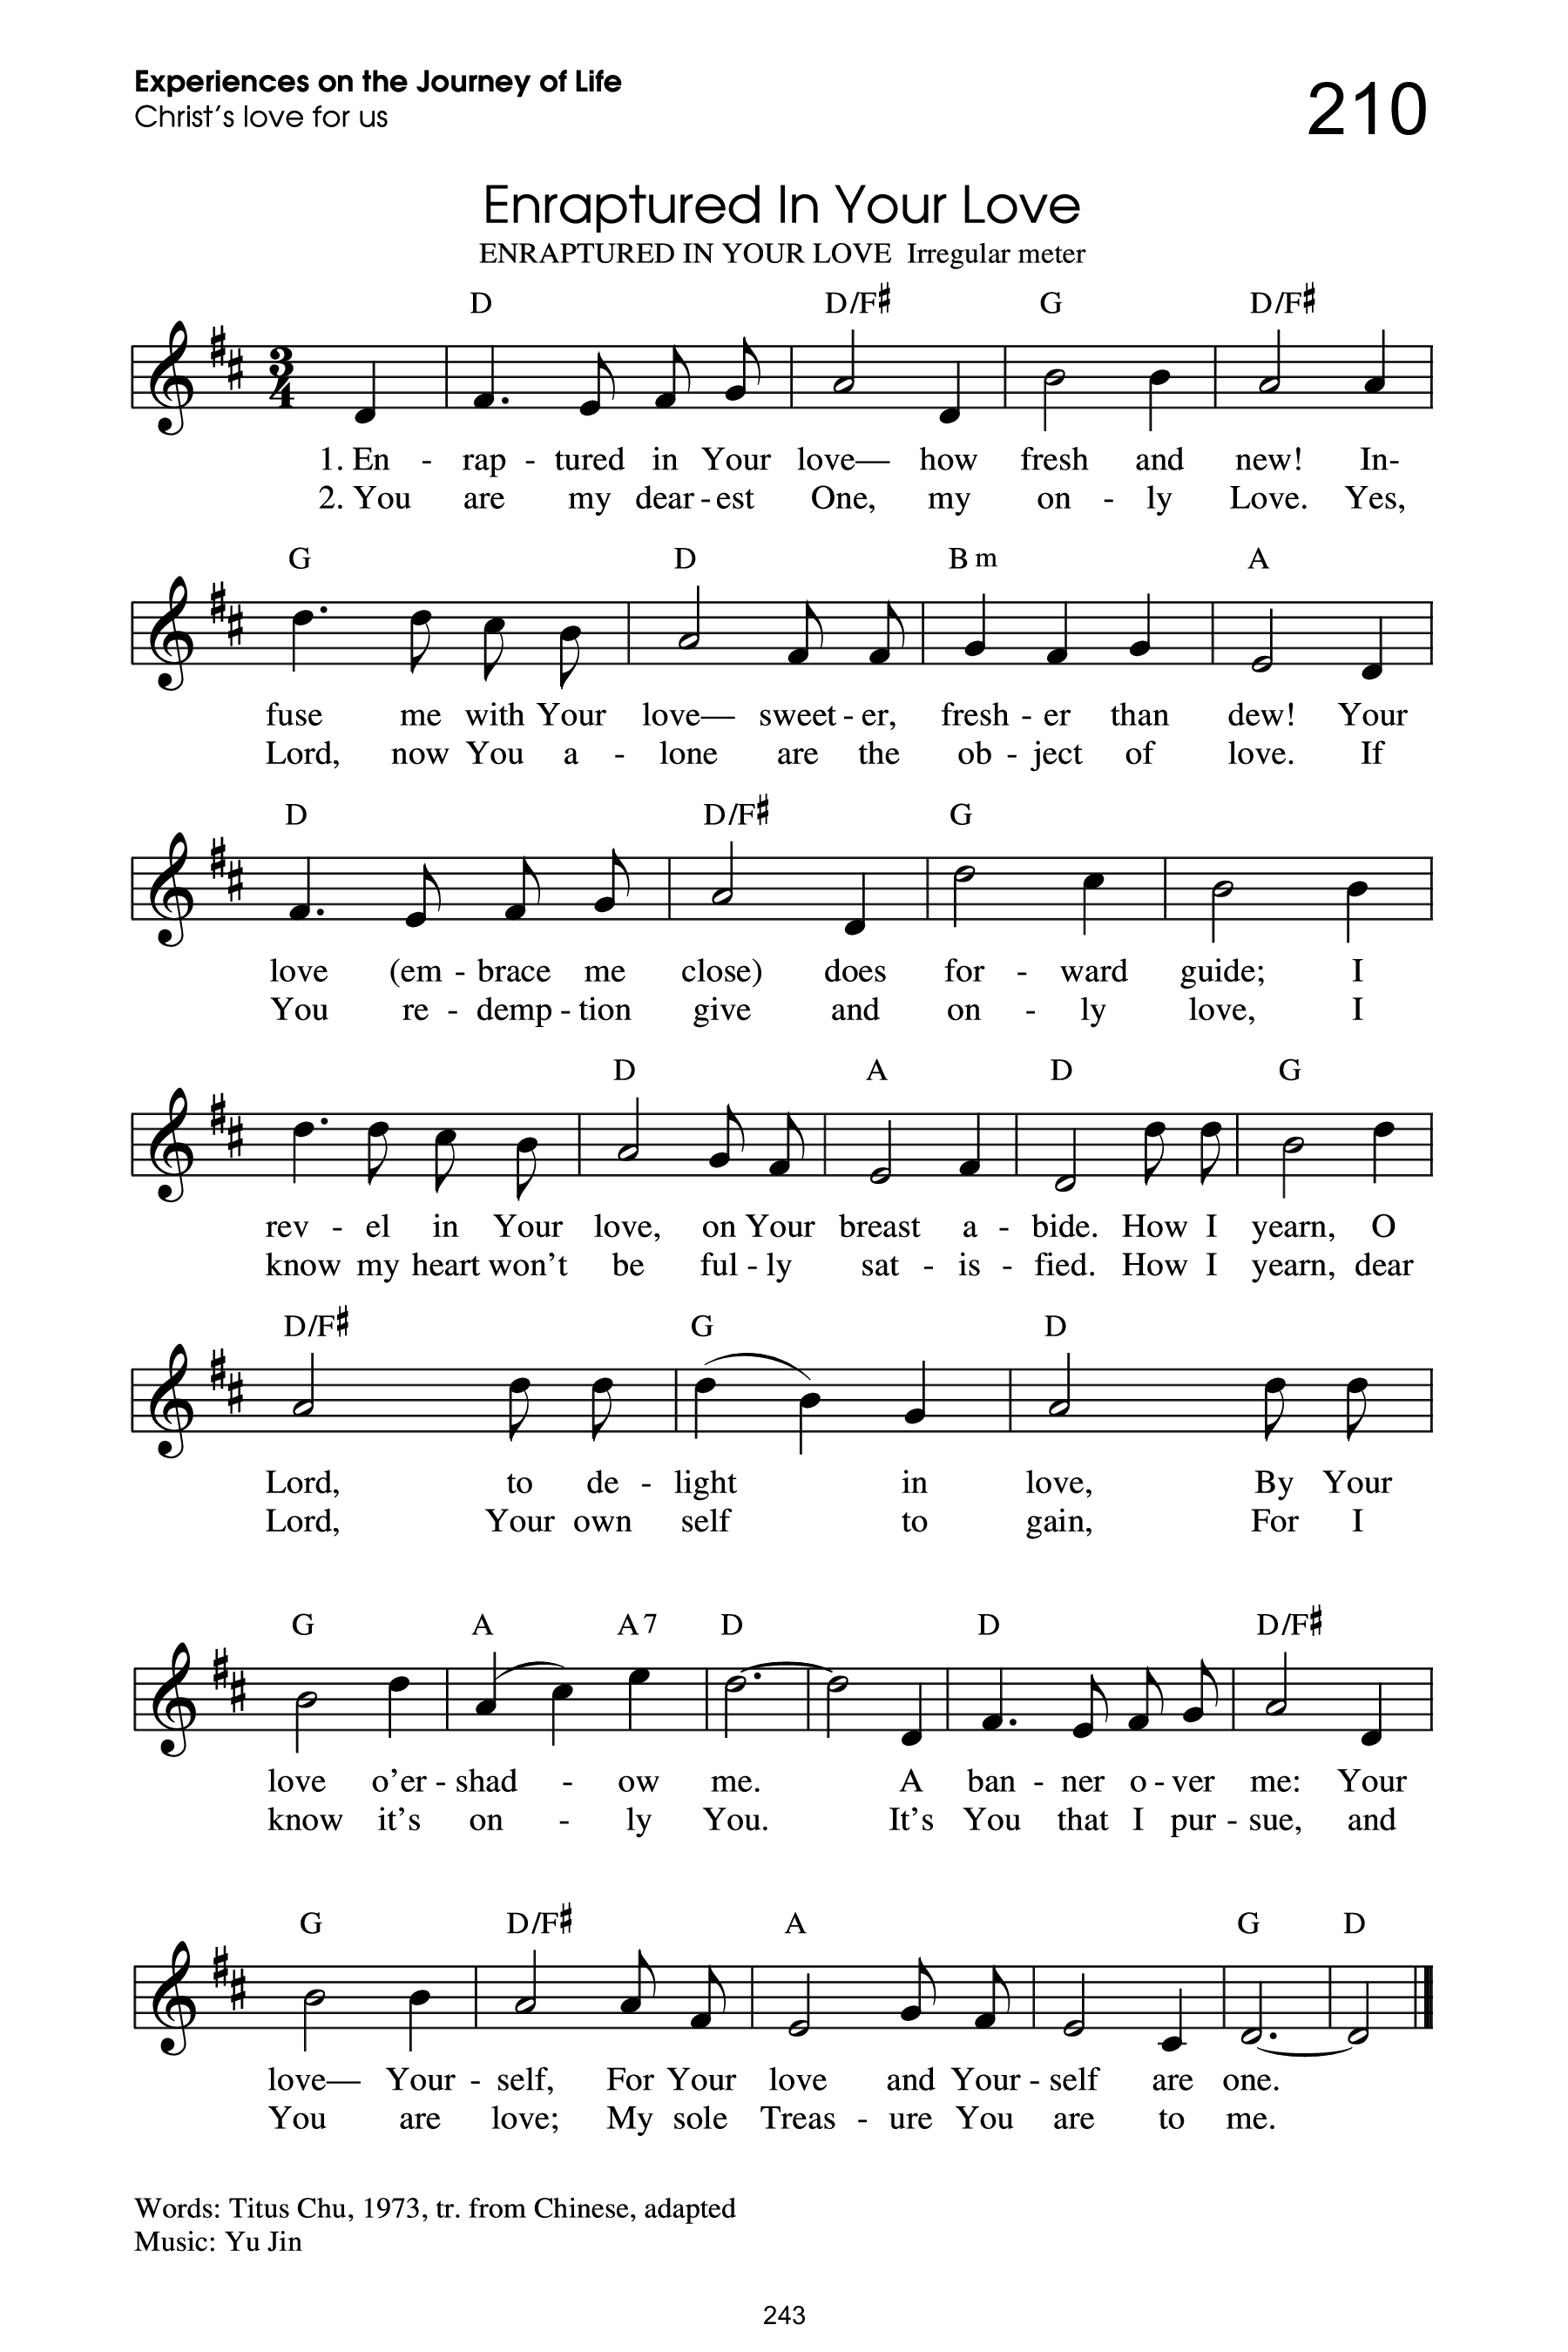 Experiences on the Journey of Life
Christ's love for us
210
Enraptured In Your Love
ENRAPTURED IN YOUR LOVE Irregular meter
D D/F♯ G D/F♯
3
4
1. En - rap - tured in Your love— how fresh and new! In-
2. You are my dear - est One, my on - ly Love. Yes,
G D Bm A
fuse me with Your love— sweet - er, fresh - er than dew! Your
Lord, now You a - lone are the ob - ject of love. If
D D/F♯ G
love (em - brace me close) does for - ward guide; I
You re - demp - tion give and on - ly love, I
D A D G
rev - el in Your love, on Your breast a - bide. How I yearn, O
know my heart won't be ful - ly sat - is - fied. How I yearn, dear
D/F♯ G D
Lord, to de - light in love, By Your
Lord, Your own self to gain, For I
G A A7 D D D/F♯
love o'er - shad - ow me. A ban - ner o - ver me: Your
know it's on - ly You. It's You that I pur - sue, and
G D/F♯ A G D
love— Your - self, For Your love and Your - self are one.
You are love; My sole Treas - ure You are to me.
Words: Titus Chu, 1973, tr. from Chinese, adapted
Music: Yu Jin
243